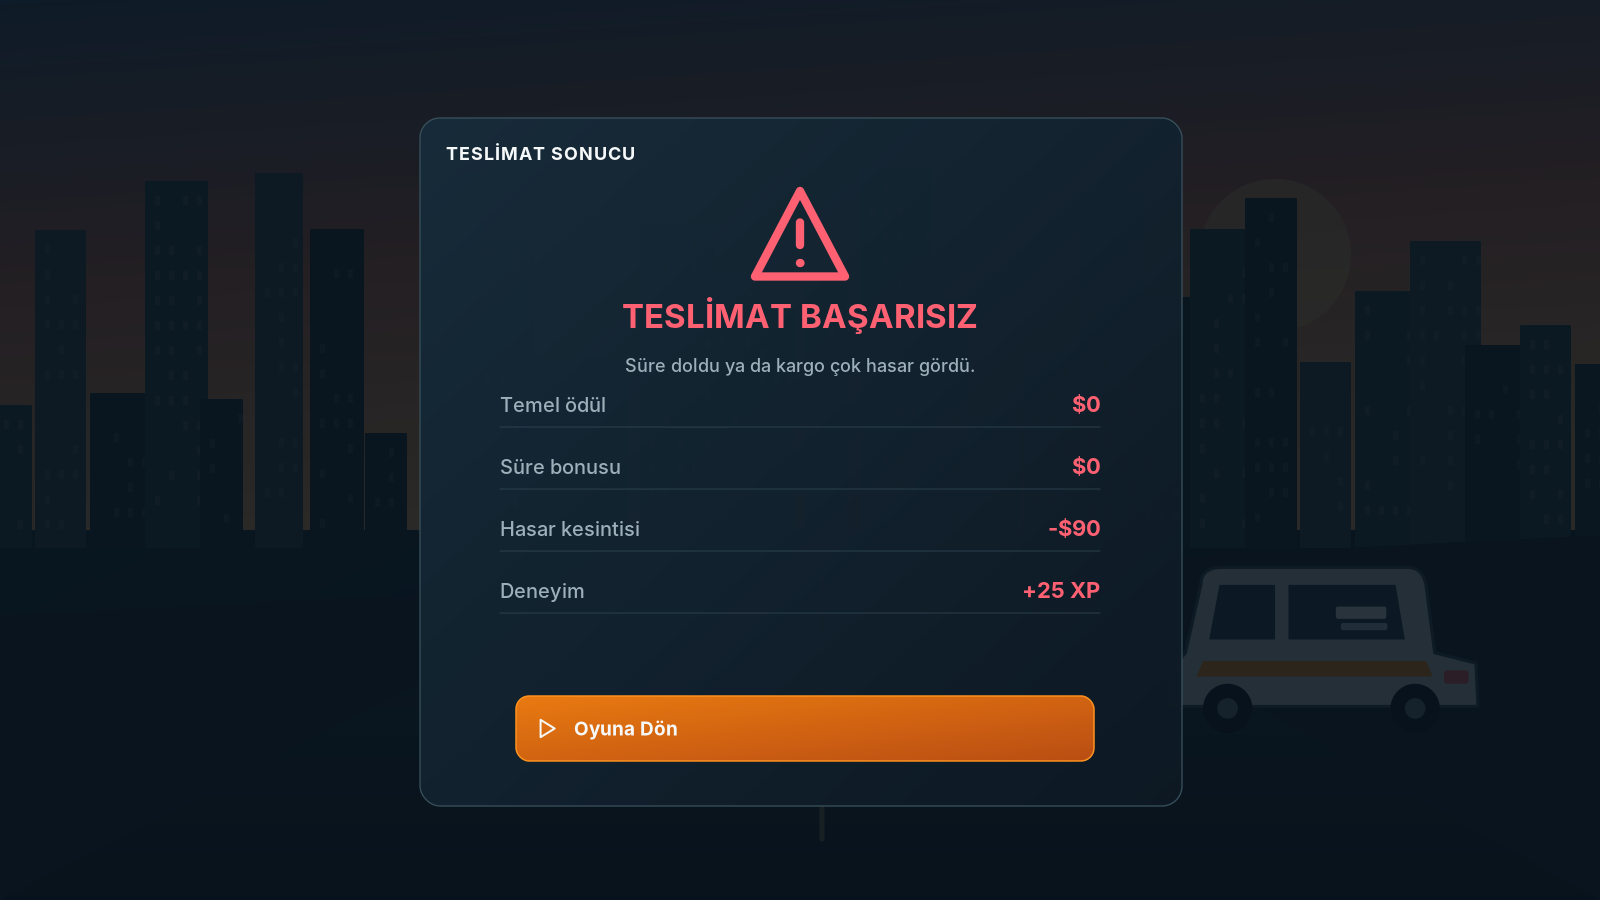 TESLİMAT SONUCU
TESLİMAT BAŞARISIZ
Süre doldu ya da kargo çok hasar gördü.
Temel ödül $0
Süre bonusu $0
Hasar kesintisi -$90
Deneyim +25 XP
Oyuna Dön